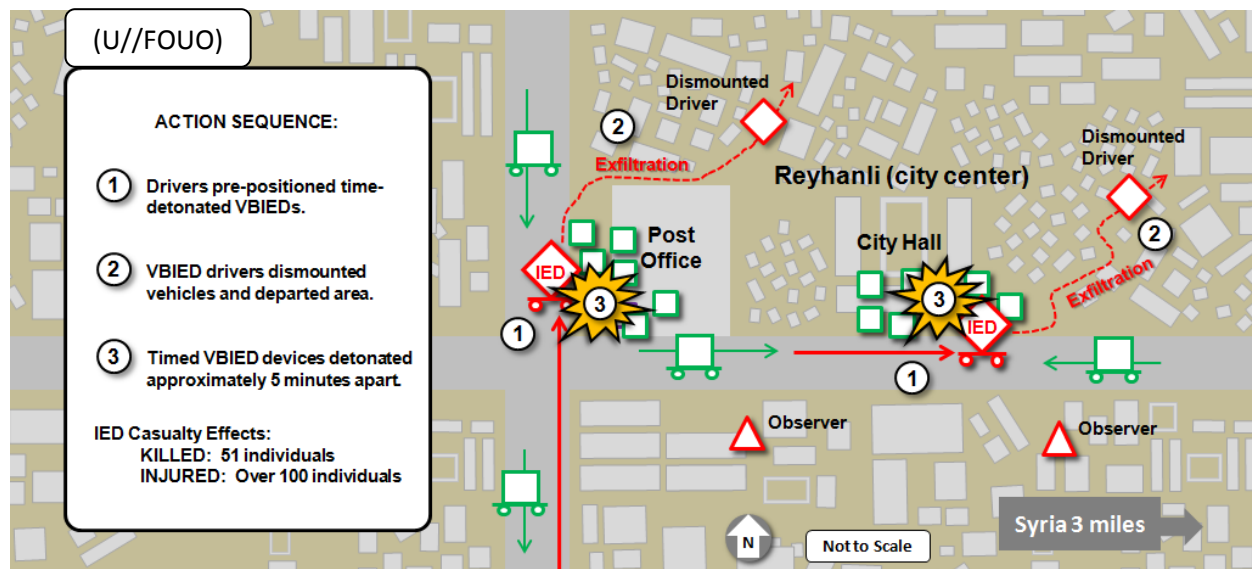 (U//FOUO)
ACTION SEQUENCE:
1 Drivers pre-positioned time-
detonated VBIEDs.
2 VBIED drivers dismounted
vehicles and departed area.
3 Timed VBIED devices detonated
approximately 5 minutes apart.
IED Casualty Effects:
KILLED: 51 individuals
INJURED: Over 100 individuals
Dismounted
Driver
2
Exfiltration
Reyhanli (city center)
Dismounted
Driver
2
Exfiltration
Post
Office
City Hall
IED
3
1
3
IED
1
Observer
Observer
N
Not to Scale
Syria 3 miles